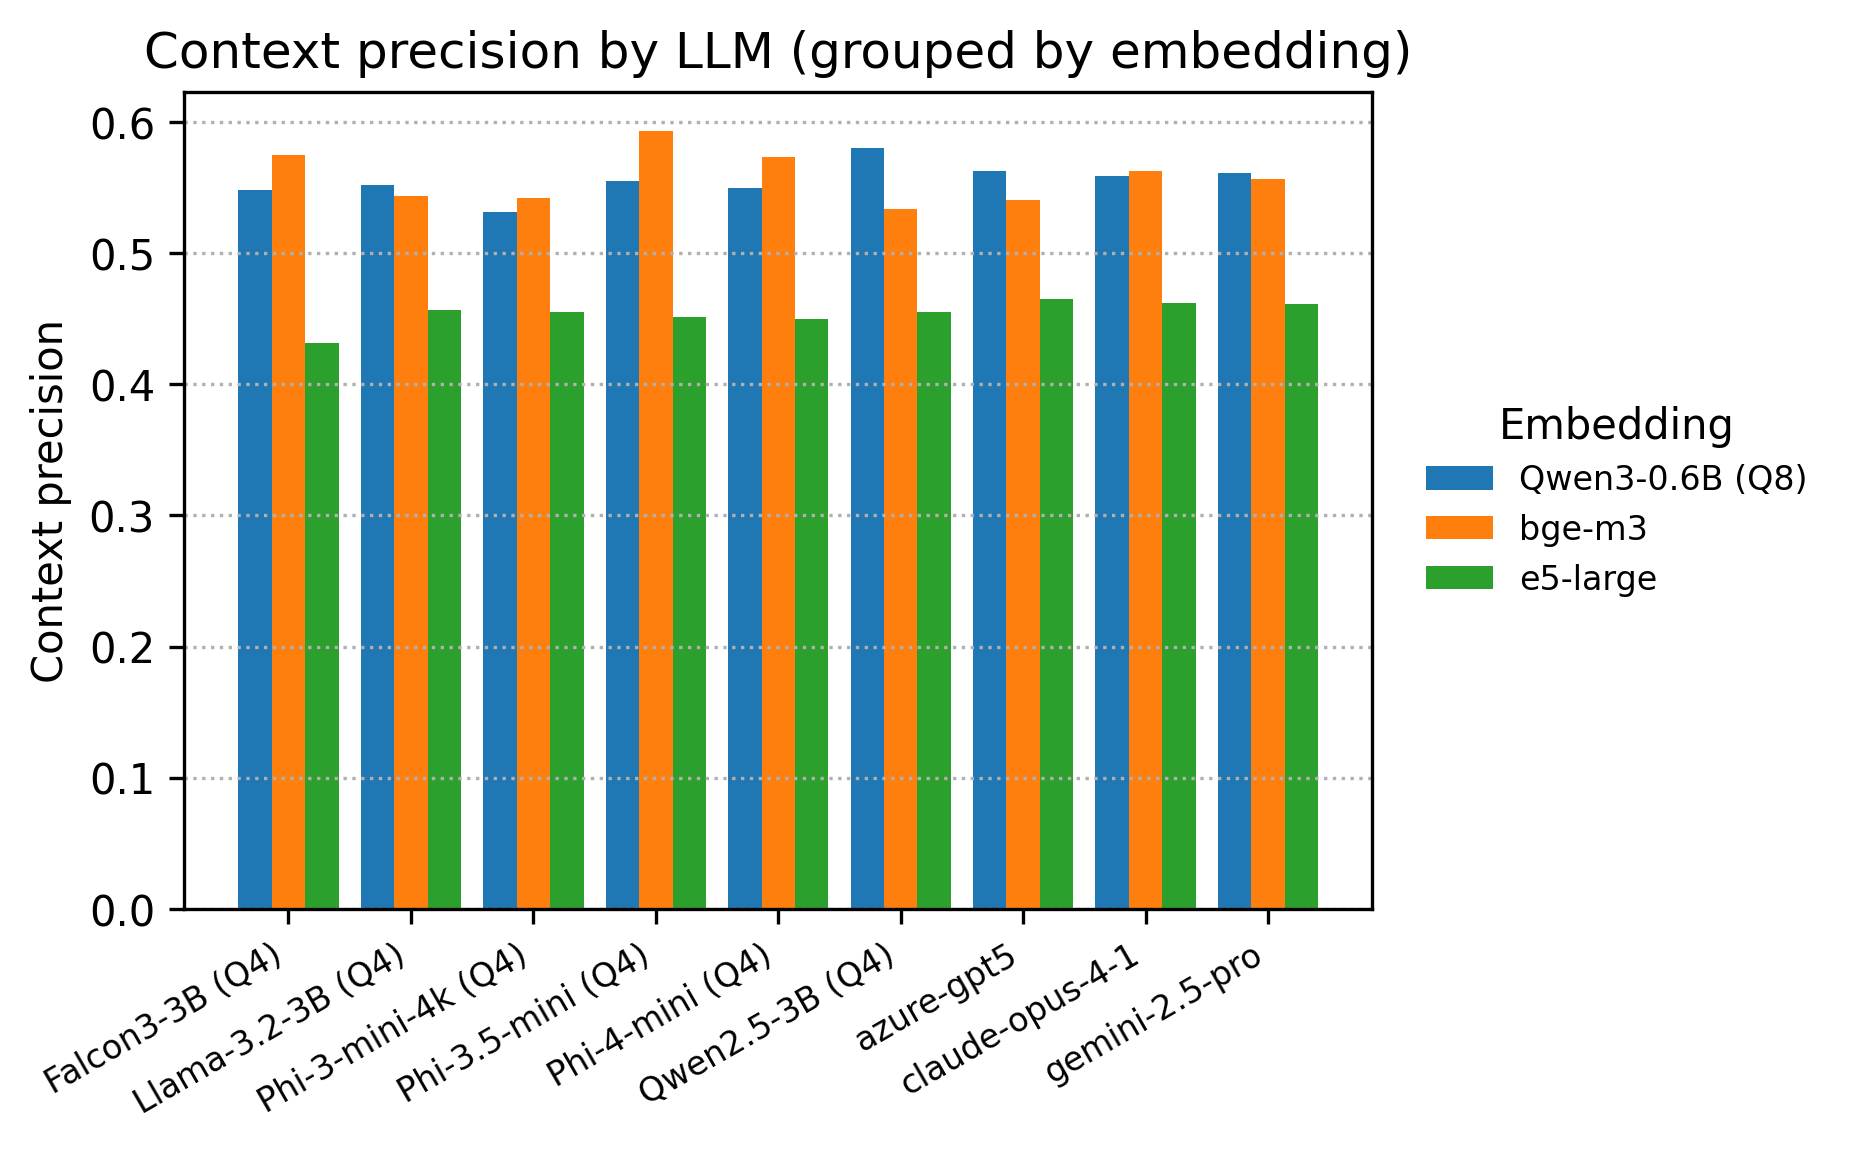 Context precision by LLM (grouped by embedding)
Context precision
0.6
0.5
0.4
0.3
0.2
0.1
0.0
Falcon3-3B (Q4)
Llama-3.2-3B (Q4)
Phi-3-mini-4k (Q4)
Phi-3.5-mini (Q4)
Phi-4-mini (Q4)
Qwen2.5-3B (Q4)
azure-gpt5
claude-opus-4-1
gemini-2.5-pro
Embedding
Qwen3-0.6B (Q8)
bge-m3
e5-large